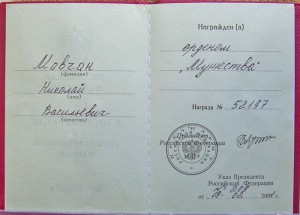 Мовчан
(фамилия)
Николай
(имя)
Васильевич
(отчество)
Награжден (а)
орденом
„Мужества“
Награда № 52197
Президент
Российской Федерации
Указ Президента
Российской Федерации
от